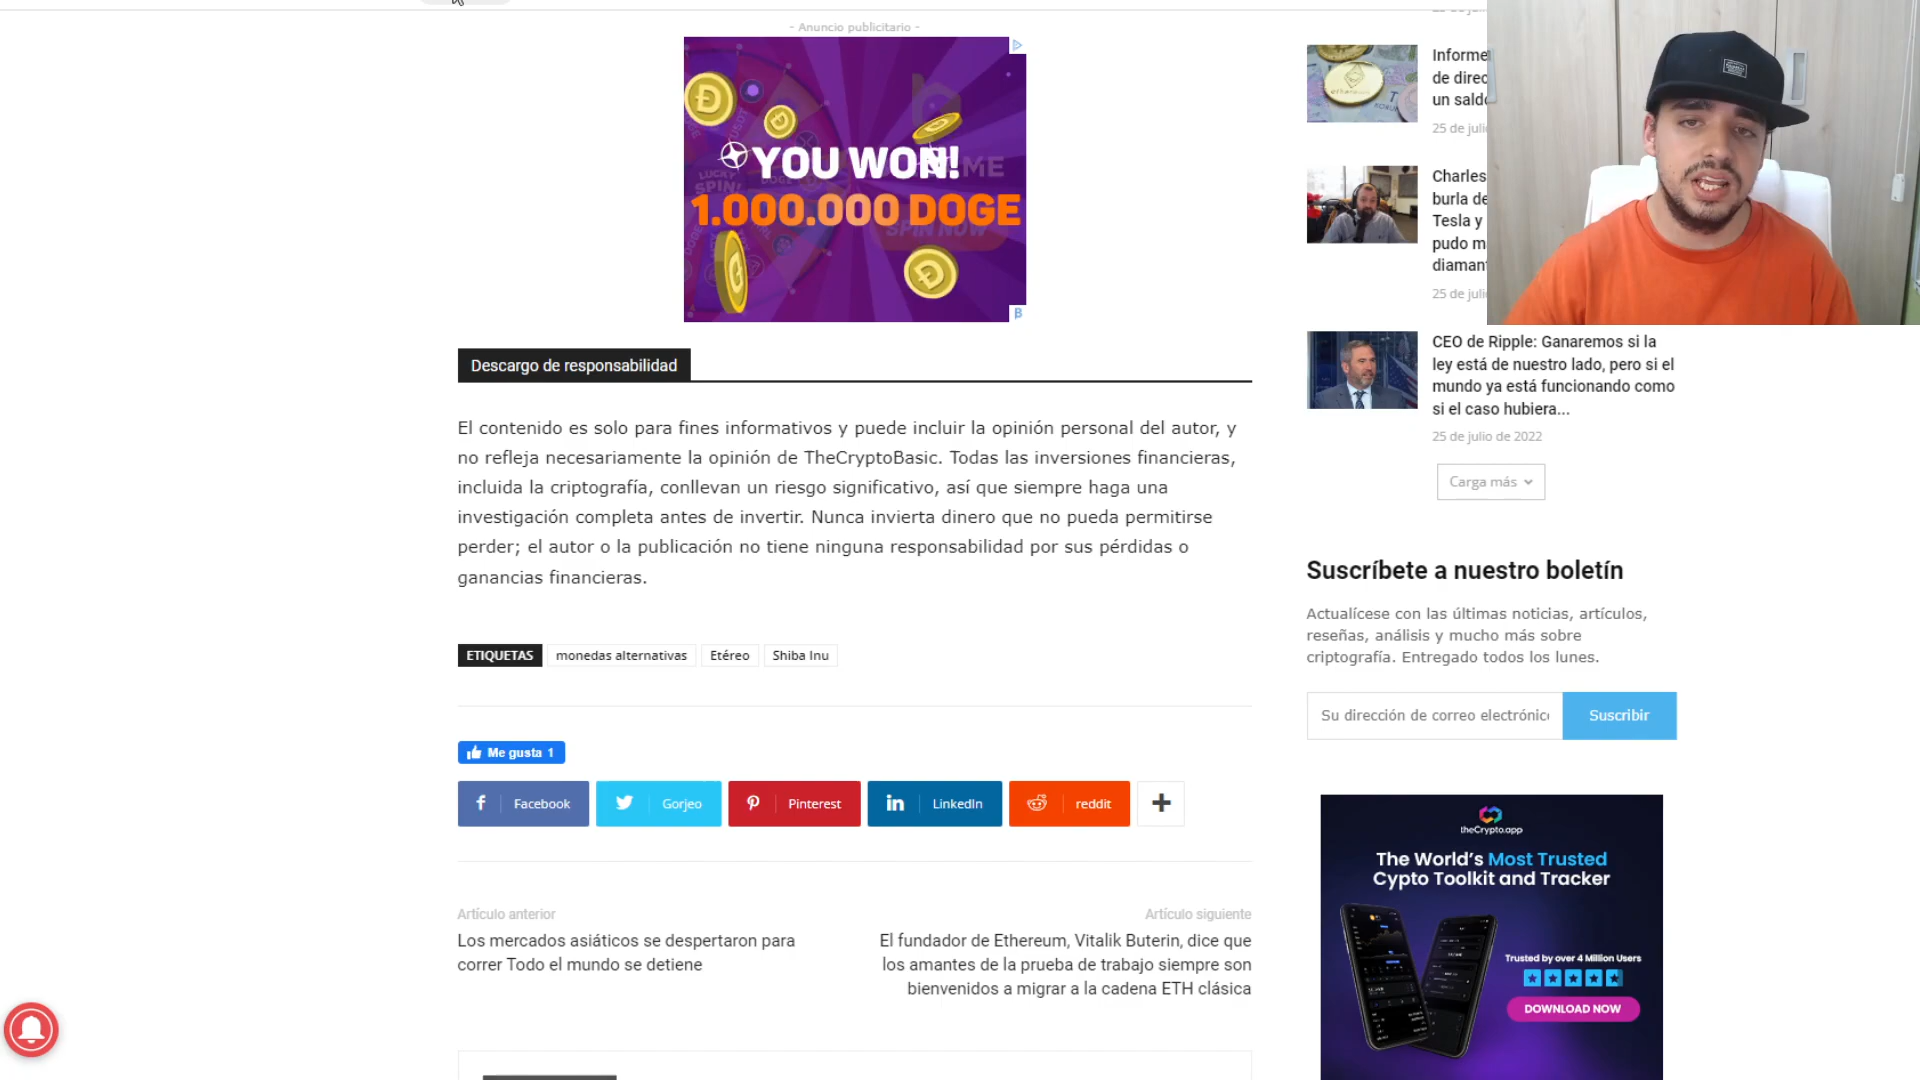 - Anuncio publicitario -
YOU WON!
1.000.000 DOGE
Descargo de responsabilidad
El contenido es solo para fines informativos y puede incluir la opinión personal del autor, y
no refleja necesariamente la opinión de TheCryptoBasic. Todas las inversiones financieras,
incluida la criptografía, conllevan un riesgo significativo, así que siempre haga una
investigación completa antes de invertir. Nunca invierta dinero que no pueda permitirse
perder; el autor o la publicación no tiene ninguna responsabilidad por sus pérdidas o
ganancias financieras.
ETIQUETAS
monedas alternativas
Etéreo
Shiba Inu
Me gusta 1
Facebook
Gorjeo
Pinterest
LinkedIn
reddit
Artículo anterior
Los mercados asiáticos se despertaron para
correr Todo el mundo se detiene
Artículo siguiente
El fundador de Ethereum, Vitalik Buterin, dice que
los amantes de la prueba de trabajo siempre son
bienvenidos a migrar a la cadena ETH clásica
Informe
de direc
un sald
25 de juli
Charles
burla de
Tesla y
pudo m
diaman
25 de juli
CEO de Ripple: Ganaremos si la
ley está de nuestro lado, pero si el
mundo ya está funcionando como
si el caso hubiera...
25 de julio de 2022
Carga más
Suscríbete a nuestro boletín
Actualícese con las últimas noticias, artículos,
reseñas, análisis y mucho más sobre
criptografía. Entregado todos los lunes.
Su dirección de correo electrónic
Suscribir
theCrypto.app
The World's Most Trusted
Cypto Toolkit and Tracker
Trusted by over 4 Million Users
DOWNLOAD NOW